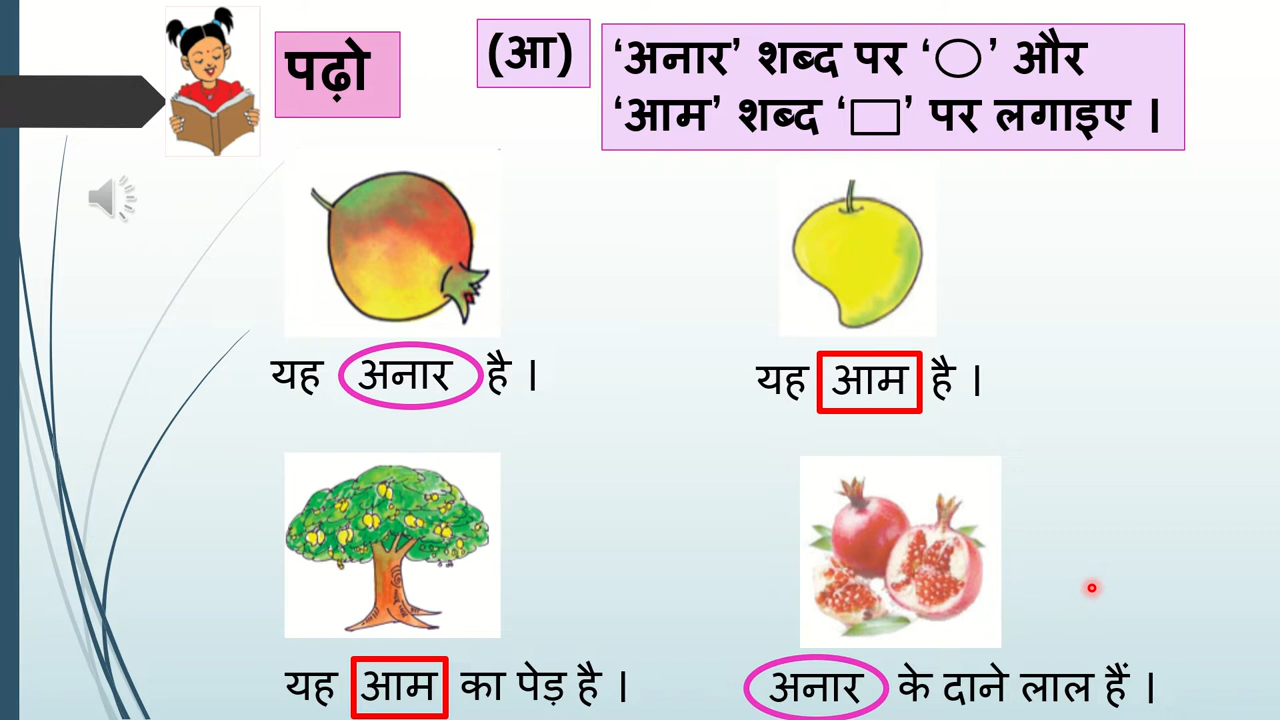 पढ़ो
(आ)
‘अनार’ शब्द पर ‘○’ और
‘आम’ शब्द ‘□’ पर लगाइए ।
यह अनार है ।
यह आम है ।
यह आम का पेड़ है ।
अनार के दाने लाल हैं ।